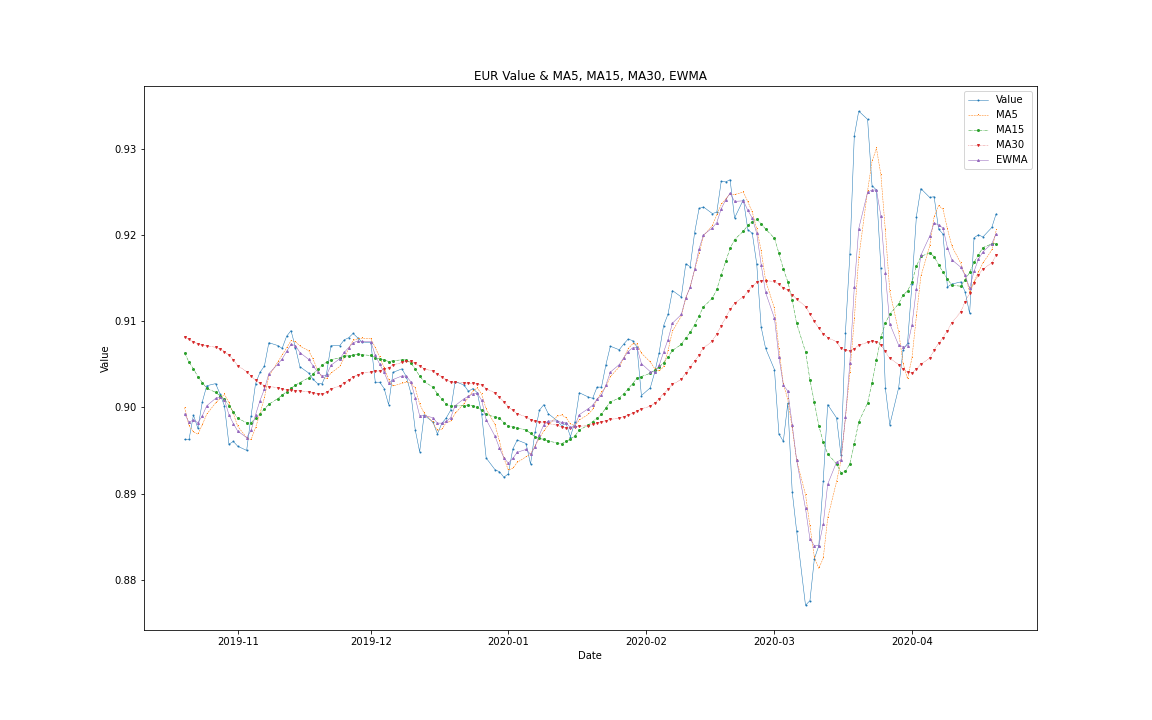 EUR Value & MA5, MA15, MA30, EWMA
Value
MA5
MA15
MA30
EWMA
0.93
0.92
0.91
0.90
0.89
0.88
Value
2019-11
2019-12
2020-01
2020-02
2020-03
2020-04
Date